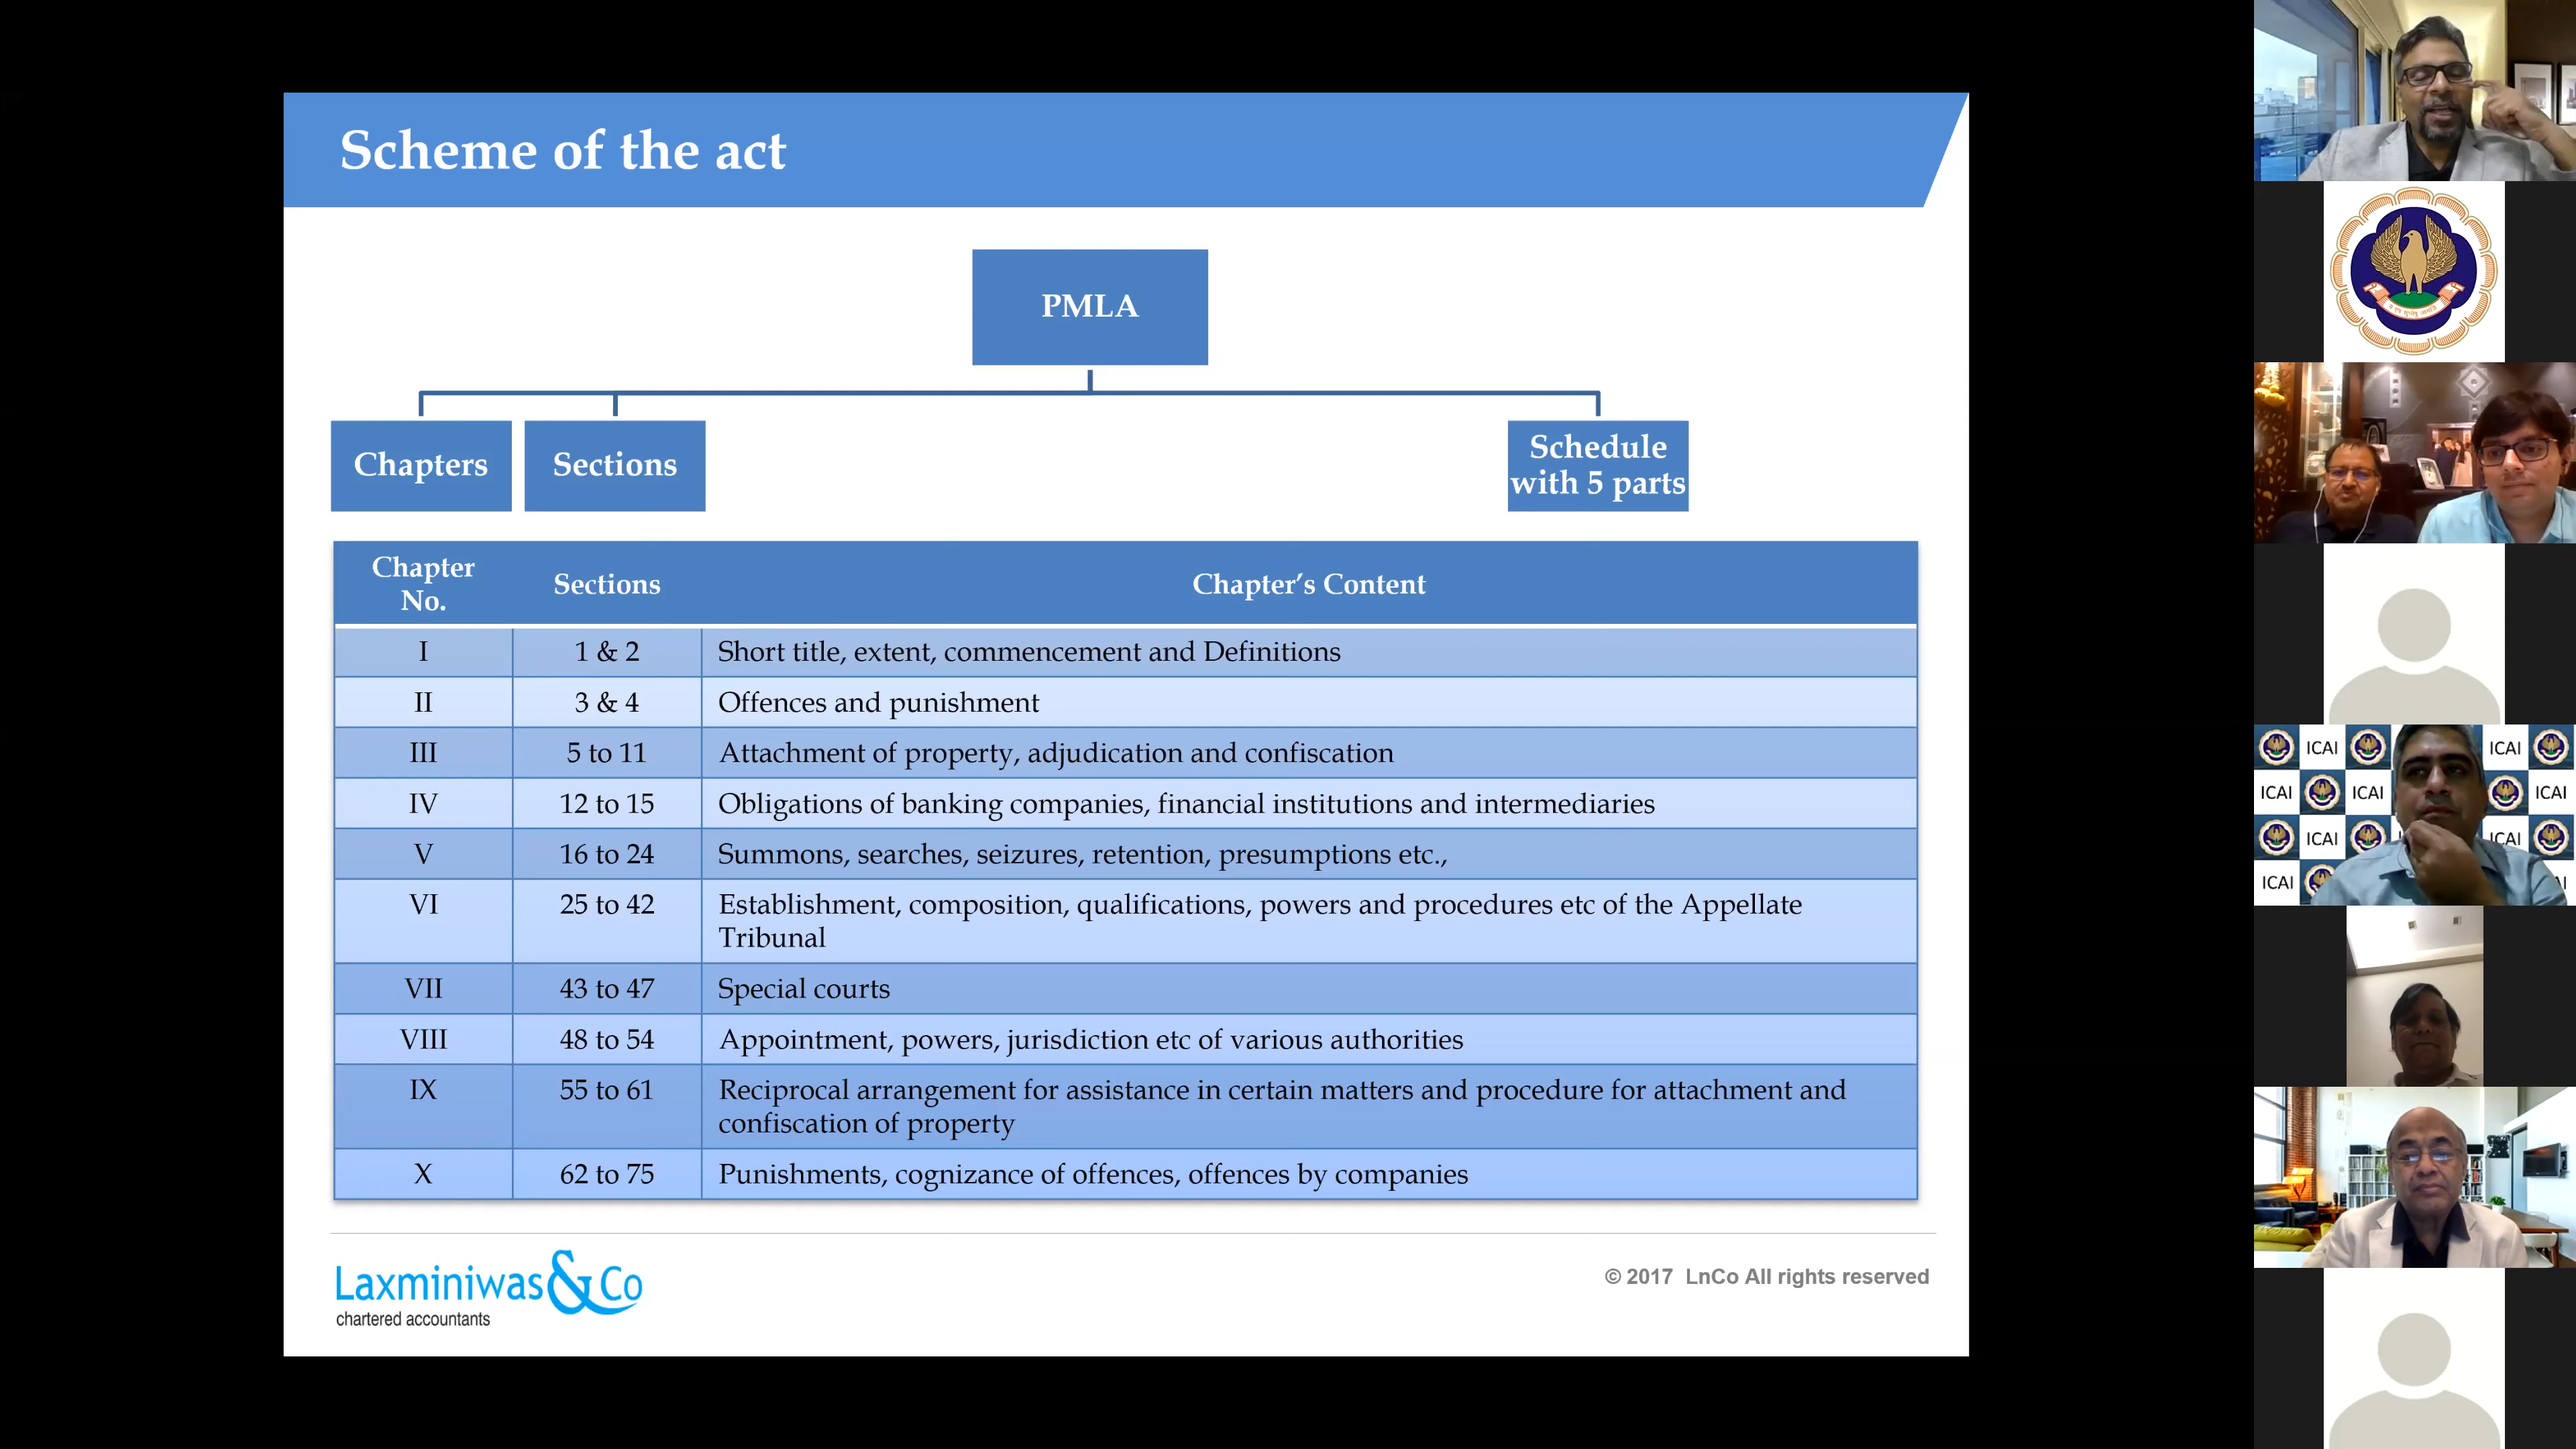 Scheme of the act
PMLA
Chapters
Sections
Schedule
with 5 parts
Chapter
No.
Sections
Chapter’s Content
I
1 & 2
Short title, extent, commencement and Definitions
II
3 & 4
Offences and punishment
III
5 to 11
Attachment of property, adjudication and confiscation
IV
12 to 15
Obligations of banking companies, financial institutions and intermediaries
V
16 to 24
Summons, searches, seizures, retention, presumptions etc.,
VI
25 to 42
Establishment, composition, qualifications, powers and procedures etc of the Appellate
Tribunal
VII
43 to 47
Special courts
VIII
48 to 54
Appointment, powers, jurisdiction etc of various authorities
IX
55 to 61
Reciprocal arrangement for assistance in certain matters and procedure for attachment and
confiscation of property
X
62 to 75
Punishments, cognizance of offences, offences by companies
Laxminiwas & Co
chartered accountants
© 2017 LnCo All rights reserved
ICAI
ICAI
ICAI
ICAI
ICAI
ICAI
ICAI
ICAI